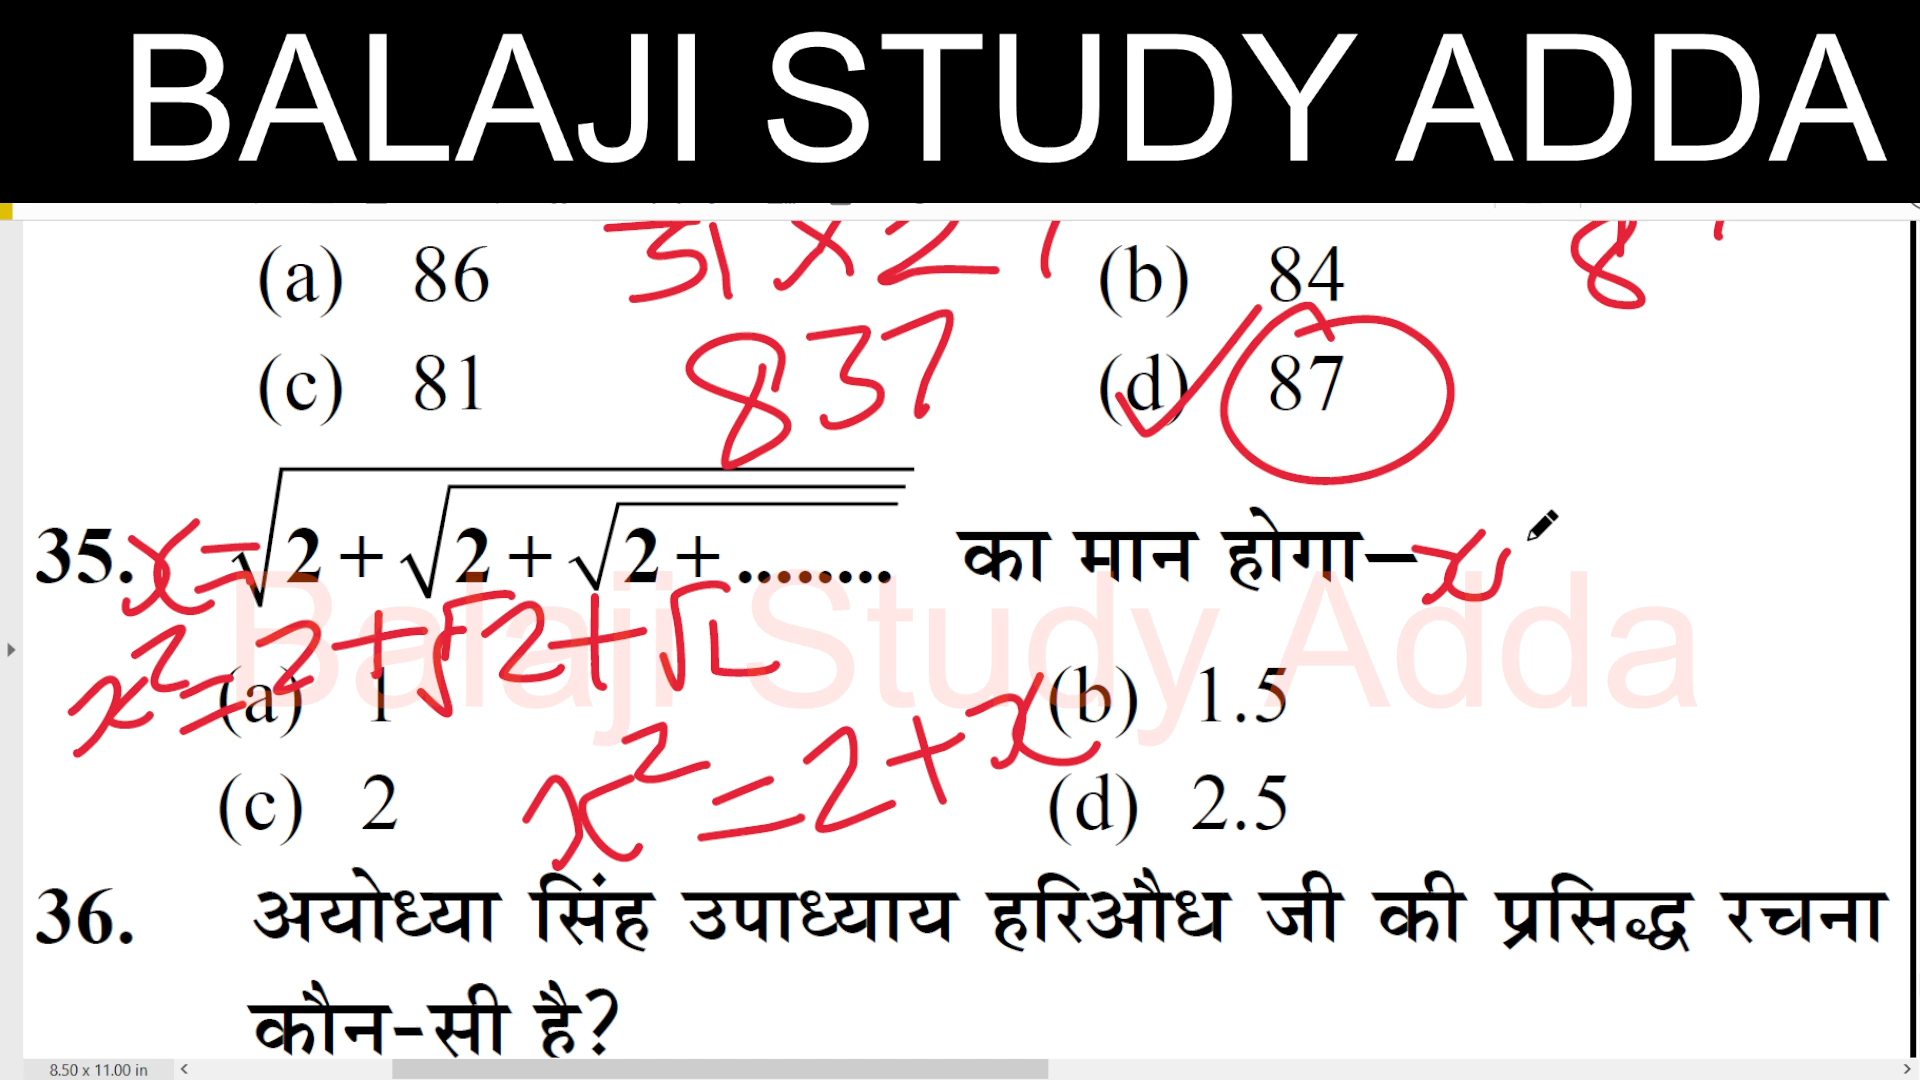 BALAJI STUDY ADDA
(a) 86 (b) 84
837
(c) 81 (d) 87
35. x= √2 + √2 + √2 + ........ का मान होगा– x
Balaji Study Adda
x² = 2+√2+√
(a) 1 (b) 1.5
x² = 2+x
(c) 2 (d) 2.5
36. अयोध्या सिंह उपाध्याय हरिऔध जी की प्रसिद्ध रचना
कौन-सी है?
8.50 x 11.00 in